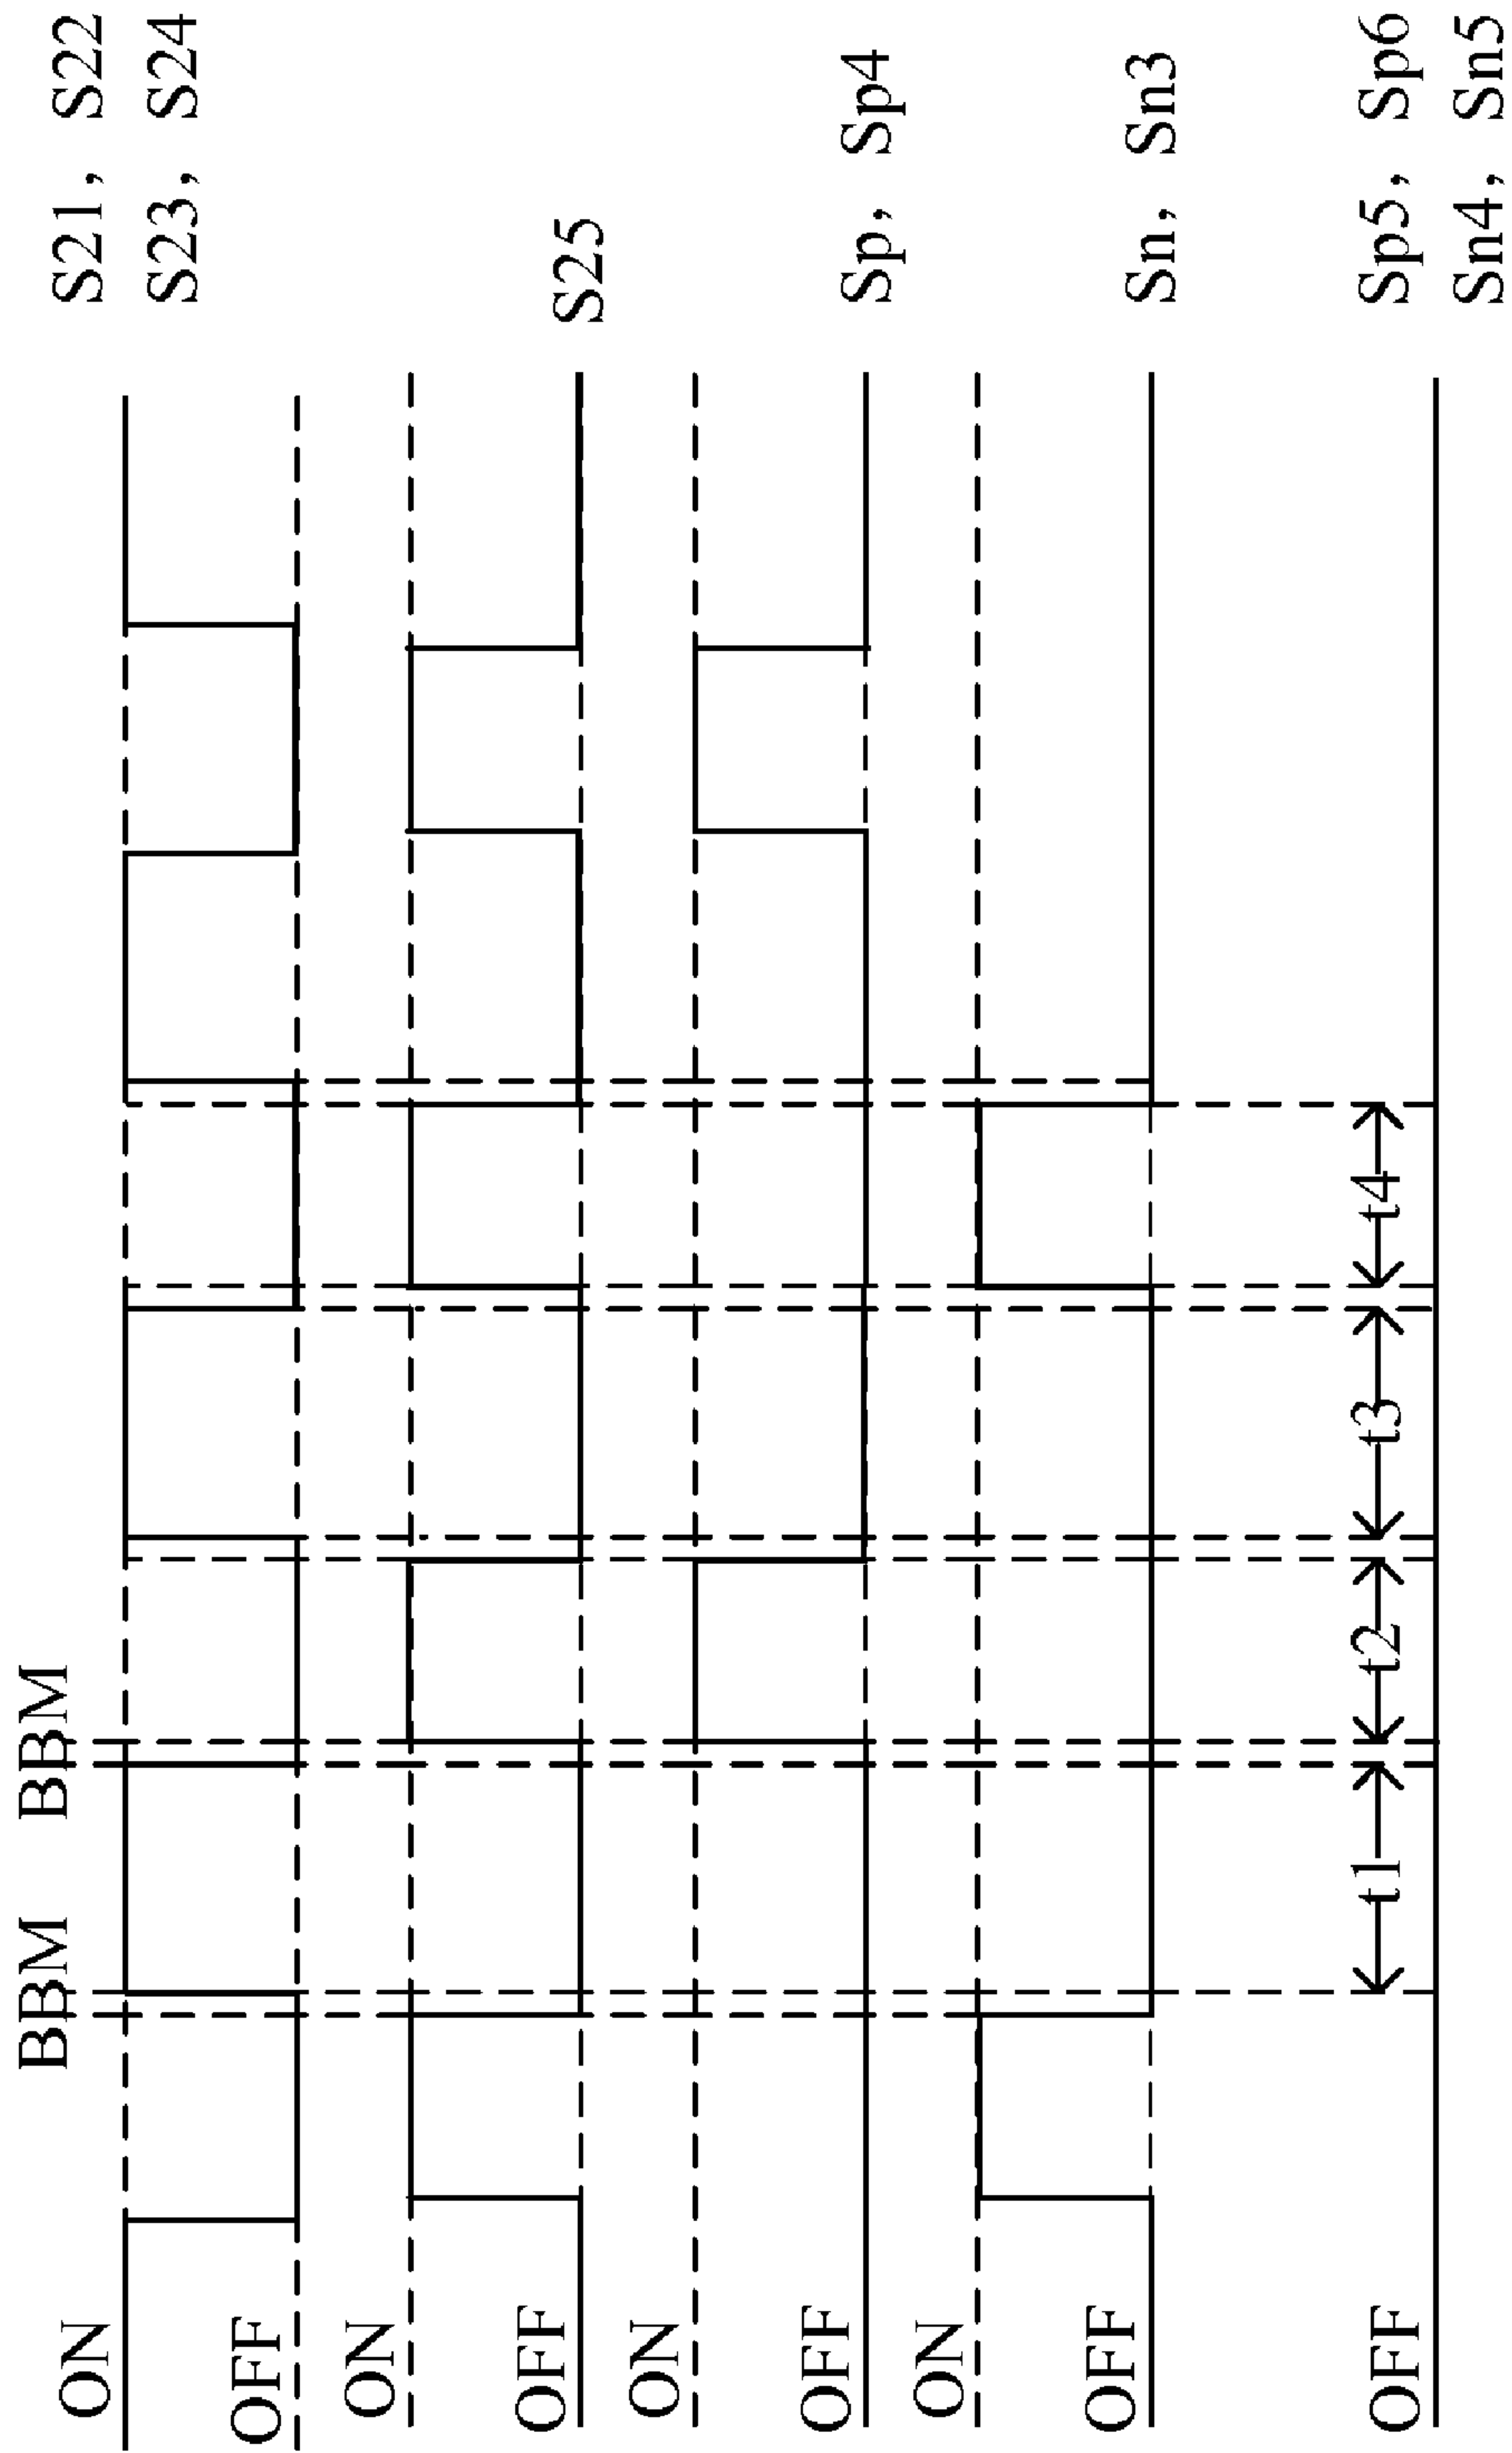 BBM BBM
ON
S21, S22
OFF
S23, S24
ON
OFF
S25
ON
OFF
Sp, Sp4
ON
OFF
Sn, Sn3
t1 t2 t3 t4
OFF
Sp5, Sp6
Sn4, Sn5